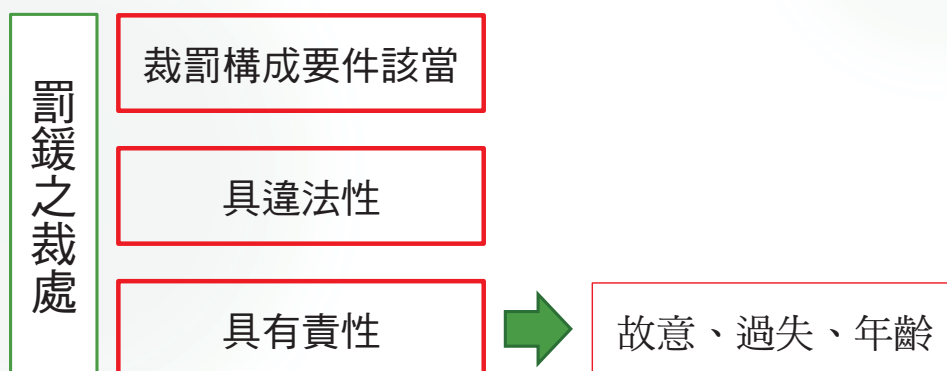 罰鍰之裁處
裁罰構成要件該當
具違法性
具有責性
故意、過失、年齡